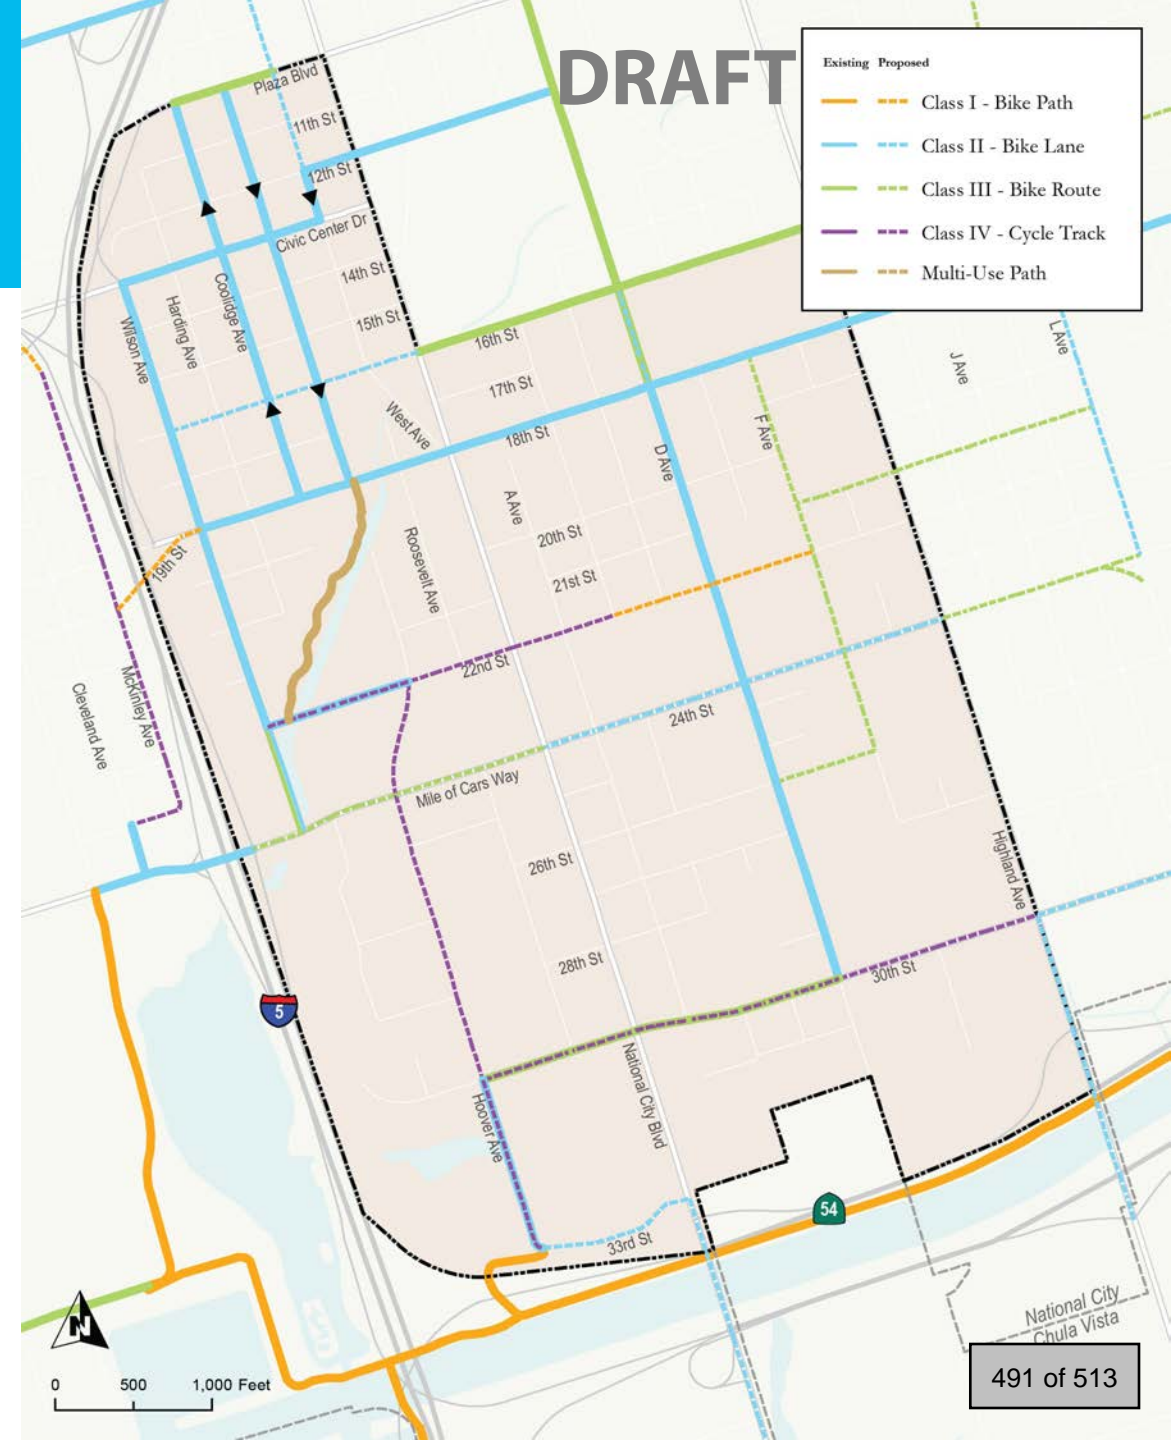 DRAFT
Existing Proposed
Class I - Bike Path
Class II - Bike Lane
Class III - Bike Route
Class IV - Cycle Track
Multi-Use Path
Plaza Blvd
11th St
12th St
Civic Center Dr
14th St
15th St
16th St
17th St
18th St
Wilson Ave
Harding Ave
Coolidge Ave
West Ave
L Ave
J Ave
F Ave
D Ave
A Ave
Roosevelt Ave
19th St
20th St
21st St
22nd St
24th St
McKinley Ave
Cleveland Ave
Mile of Cars Way
26th St
Highland Ave
28th St
30th St
5
National City Blvd
Hoover Ave
54
33rd St
National City
Chula Vista
N
0 500 1,000 Feet
491 of 513